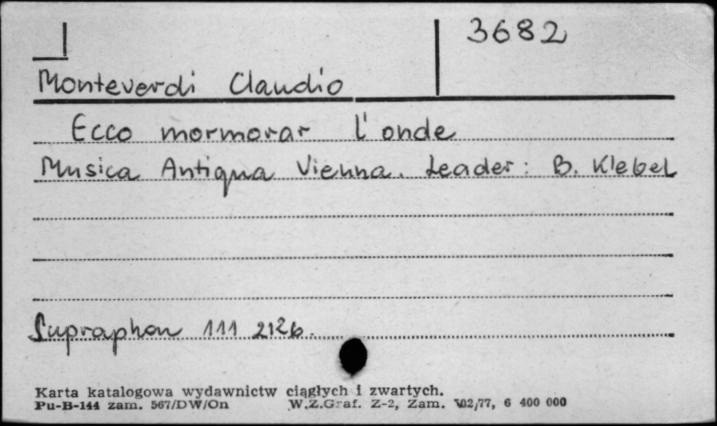 3682
Monteverdi Claudio
Ecco mormorar l'onde
Musica Antiqua Vienna. Leader: B. Klebel
Supraphon 111 2126.
Karta katalogowa wydawnictw ciągłych i zwartych.
Pu-B-144 zam. 567/DW/On W.Z.Graf. Z-2, Zam. 102/77, 6 400 000